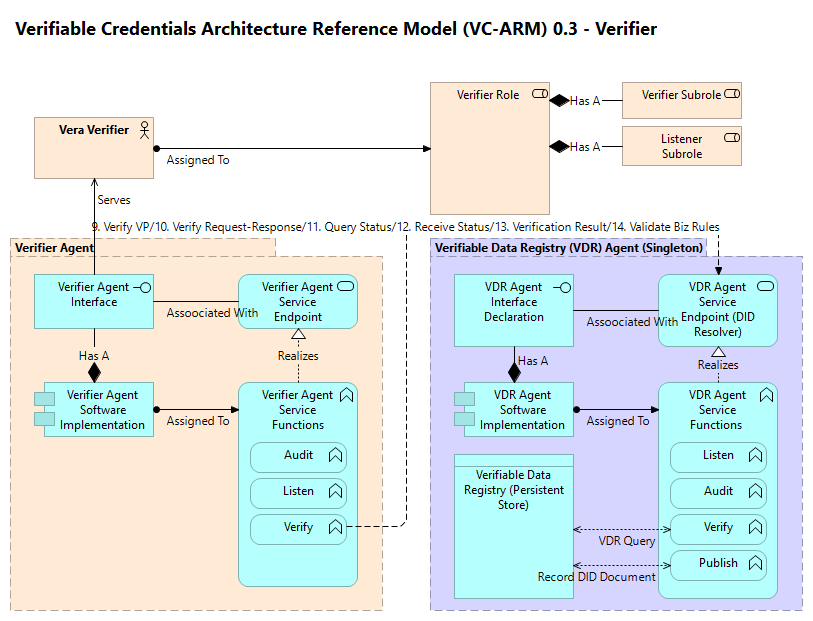 Verifiable Credentials Architecture Reference Model (VC-ARM) 0.3 - Verifier
Verifier Role
Has A
Verifier Subrole
Vera Verifier
Assigned To
Has A
Listener
Subrole
Serves
9. Verify VP/10. Verify Request-Response/11. Query Status/12. Receive Status/13. Verification Result/14. Validate Biz Rules
Verifier Agent
Verifier Agent
Interface
Assoociated With
Verifier Agent
Service
Endpoint
Has A
Realizes
Verifier Agent
Software
Implementation
Assigned To
Verifier Agent
Service
Functions
Audit
Listen
Verify
Verifiable Data Registry (VDR) Agent (Singleton)
VDR Agent
Interface
Declaration
Assoociated With
VDR Agent
Service
Endpoint (DID
Resolver)
Has A
Realizes
VDR Agent
Software
Implementation
Assigned To
VDR Agent
Service
Functions
Listen
Audit
Verify
Publish
Verifiable Data
Registry (Persistent
Store)
VDR Query
Record DID Document